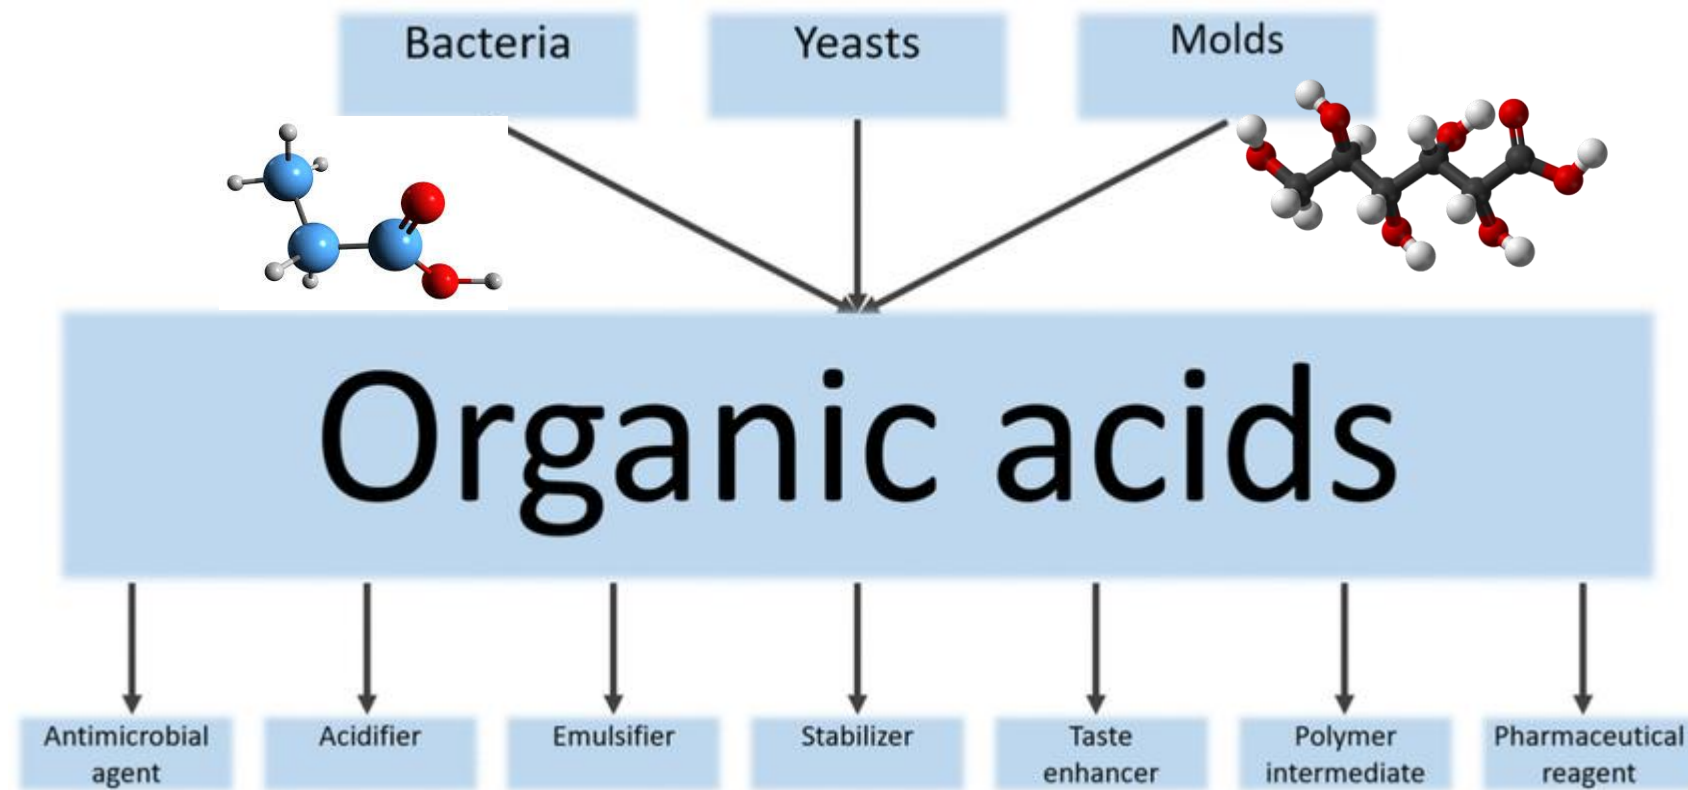 Bacteria
Yeasts
Molds
Organic acids
Antimicrobial
agent
Acidifier
Emulsifier
Stabilizer
Taste
enhancer
Polymer
intermediate
Pharmaceutical
reagent